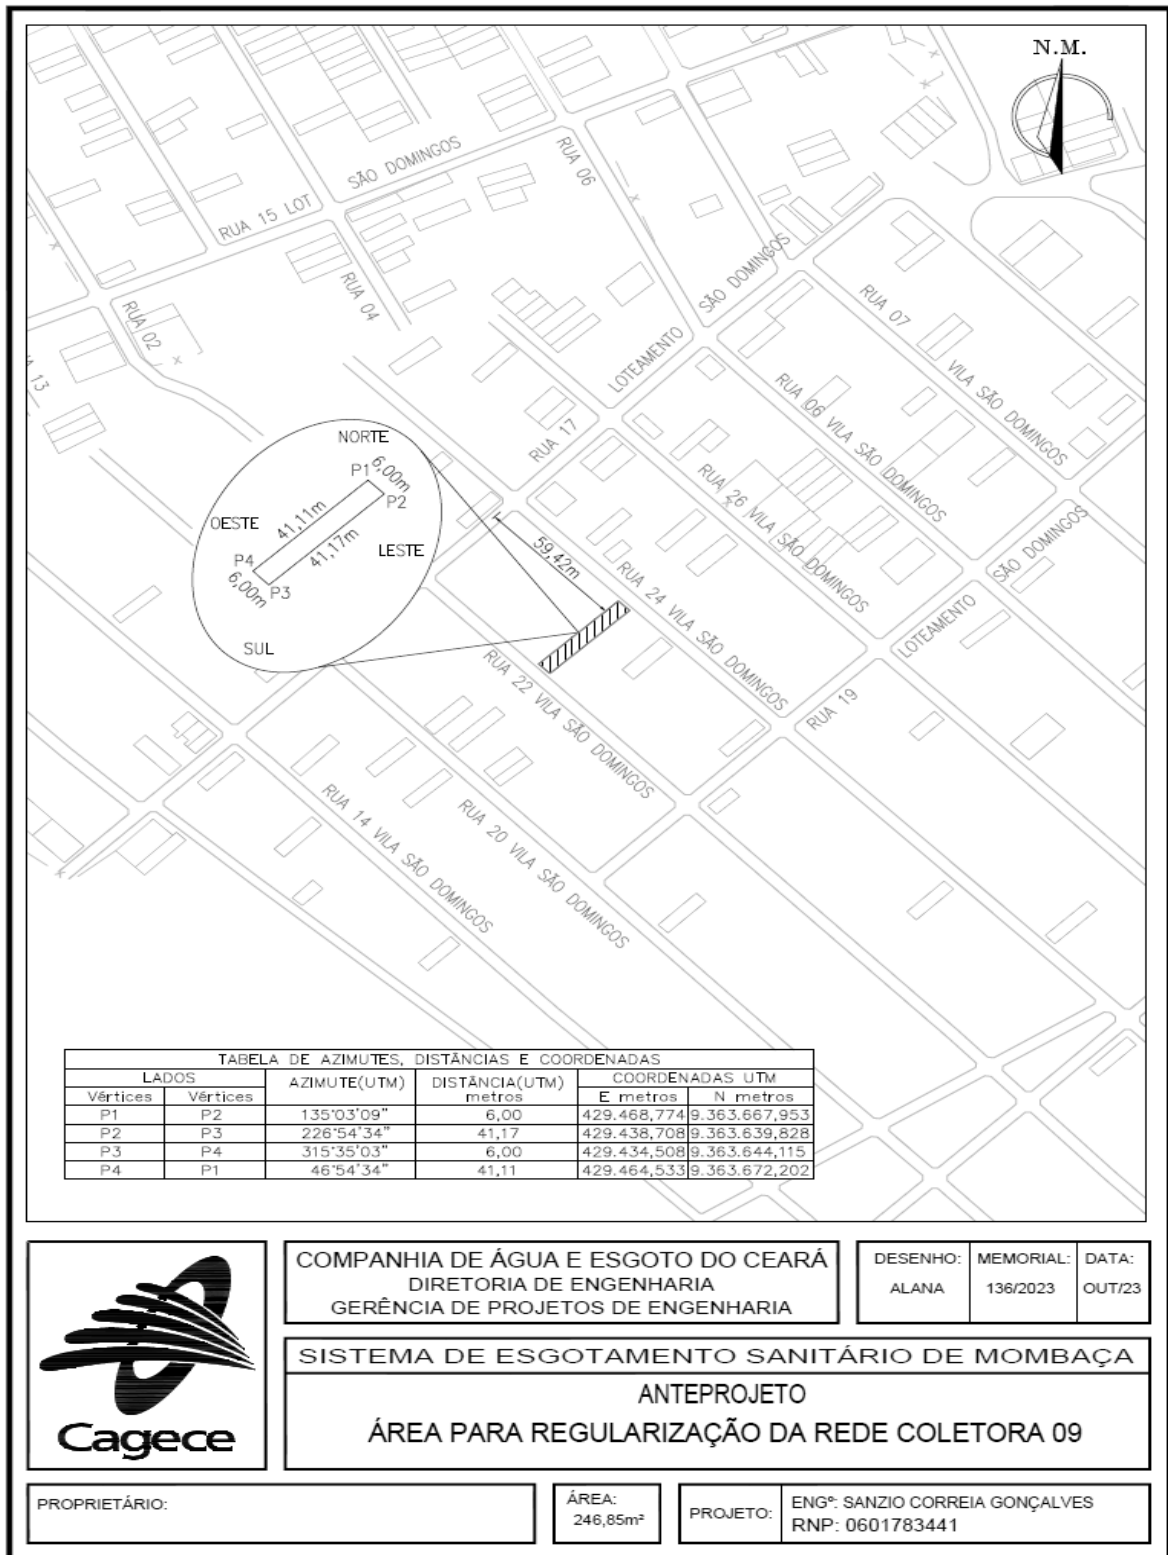 N.M.
SÃO DOMINGOS
RUA 15 LOT
RUA 06
RUA 04
RUA 02
13
SÃO DOMINGOS
LOTEAMENTO
RUA 17
RUA 07
VILA SÃO DOMINGOS
RUA 06 VILA SÃO DOMINGOS
RUA 26 VILA SÃO DOMINGOS
SÃO DOMINGOS
LOTEAMENTO
RUA 19
RUA 24 VILA SÃO DOMINGOS
59,42m
RUA 22 VILA SÃO DOMINGOS
RUA 20 VILA SÃO DOMINGOS
RUA 14 VILA SÃO DOMINGOS
NORTE
P1 6,00m
P2
OESTE
41,11m
41,17m
LESTE
P4
6,00m
P3
SUL
TABELA DE AZIMUTES, DISTÂNCIAS E COORDENADAS
LADOS AZIMUTE(UTM) DISTÂNCIA(UTM) metros COORDENADAS UTM
Vértices Vértices E metros N metros
P1 P2 135°03'09" 6,00 429.468,774 9.363.667,953
P2 P3 226°54'34" 41,17 429.438,708 9.363.639,828
P3 P4 315°35'03" 6,00 429.434,508 9.363.644,115
P4 P1 46°54'34" 41,11 429.464,533 9.363.672,202
Cagece
COMPANHIA DE ÁGUA E ESGOTO DO CEARÁ
DIRETORIA DE ENGENHARIA
GERÊNCIA DE PROJETOS DE ENGENHARIA
DESENHO: MEMORIAL: DATA:
ALANA 136/2023 OUT/23
SISTEMA DE ESGOTAMENTO SANITÁRIO DE MOMBAÇA
ANTEPROJETO
ÁREA PARA REGULARIZAÇÃO DA REDE COLETORA 09
PROPRIETÁRIO:
ÁREA:
246,85m²
PROJETO:
ENGº: SANZIO CORREIA GONÇALVES
RNP: 0601783441